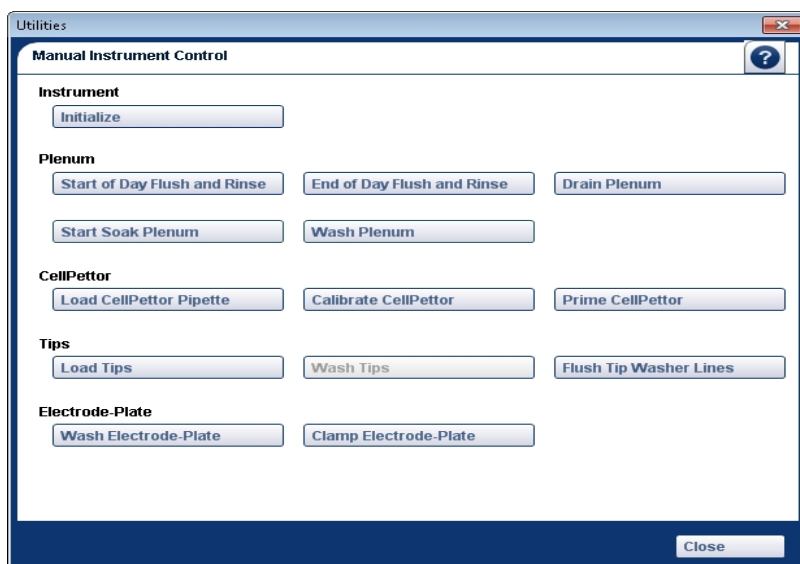 Utilities
Manual Instrument Control
?
Instrument
Initialize
Plenum
Start of Day Flush and Rinse End of Day Flush and Rinse Drain Plenum
Start Soak Plenum Wash Plenum
CellPettor
Load CellPettor Pipette Calibrate CellPettor Prime CellPettor
Tips
Load Tips Wash Tips Flush Tip Washer Lines
Electrode-Plate
Wash Electrode-Plate Clamp Electrode-Plate
Close